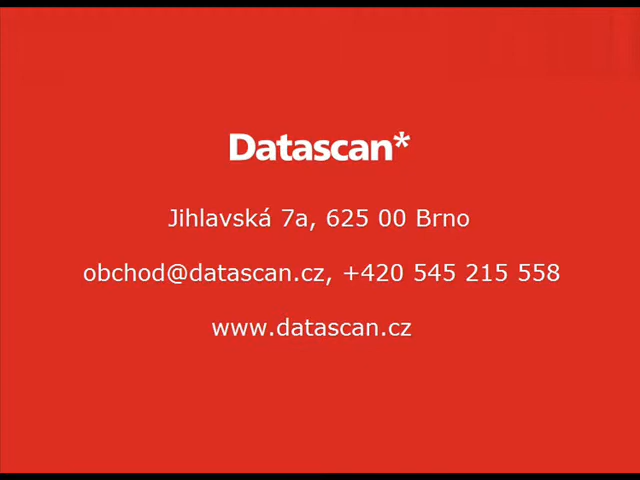 Datascan*
Jihlavská 7a, 625 00 Brno
obchod@datascan.cz, +420 545 215 558
www.datascan.cz